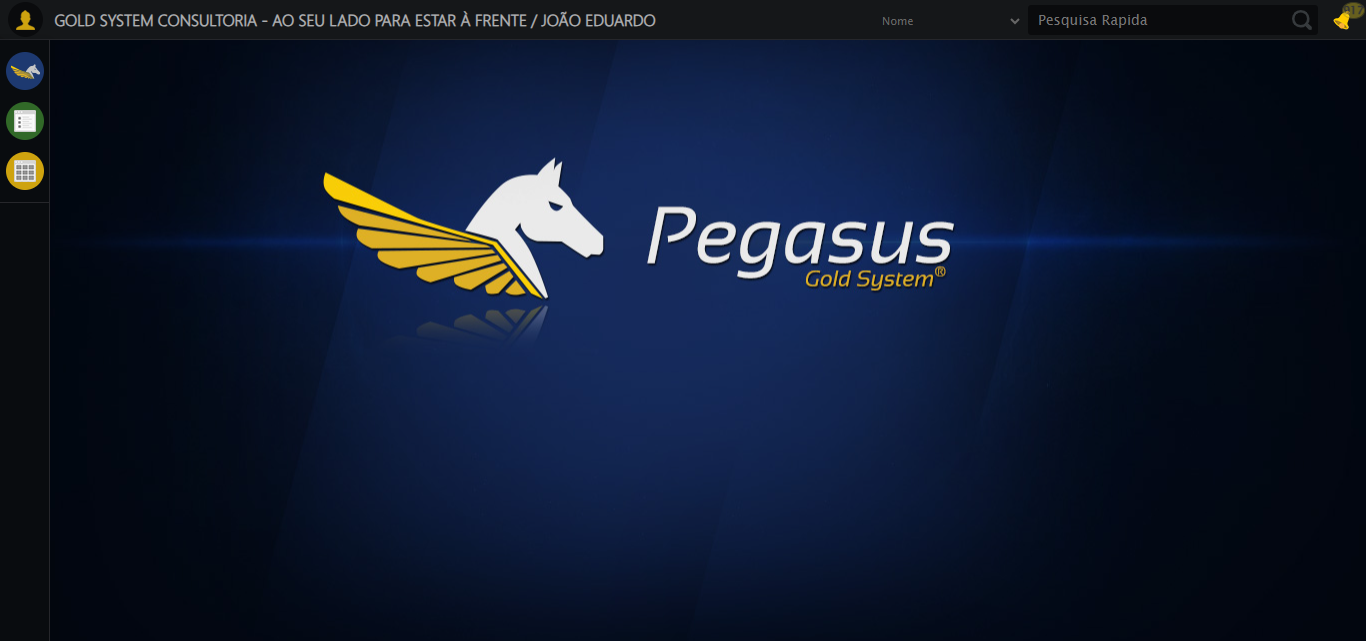 GOLD SYSTEM CONSULTORIA - AO SEU LADO PARA ESTAR À FRENTE / JOÃO EDUARDO
Nome
Pesquisa Rapida
Pegasus
Gold System®